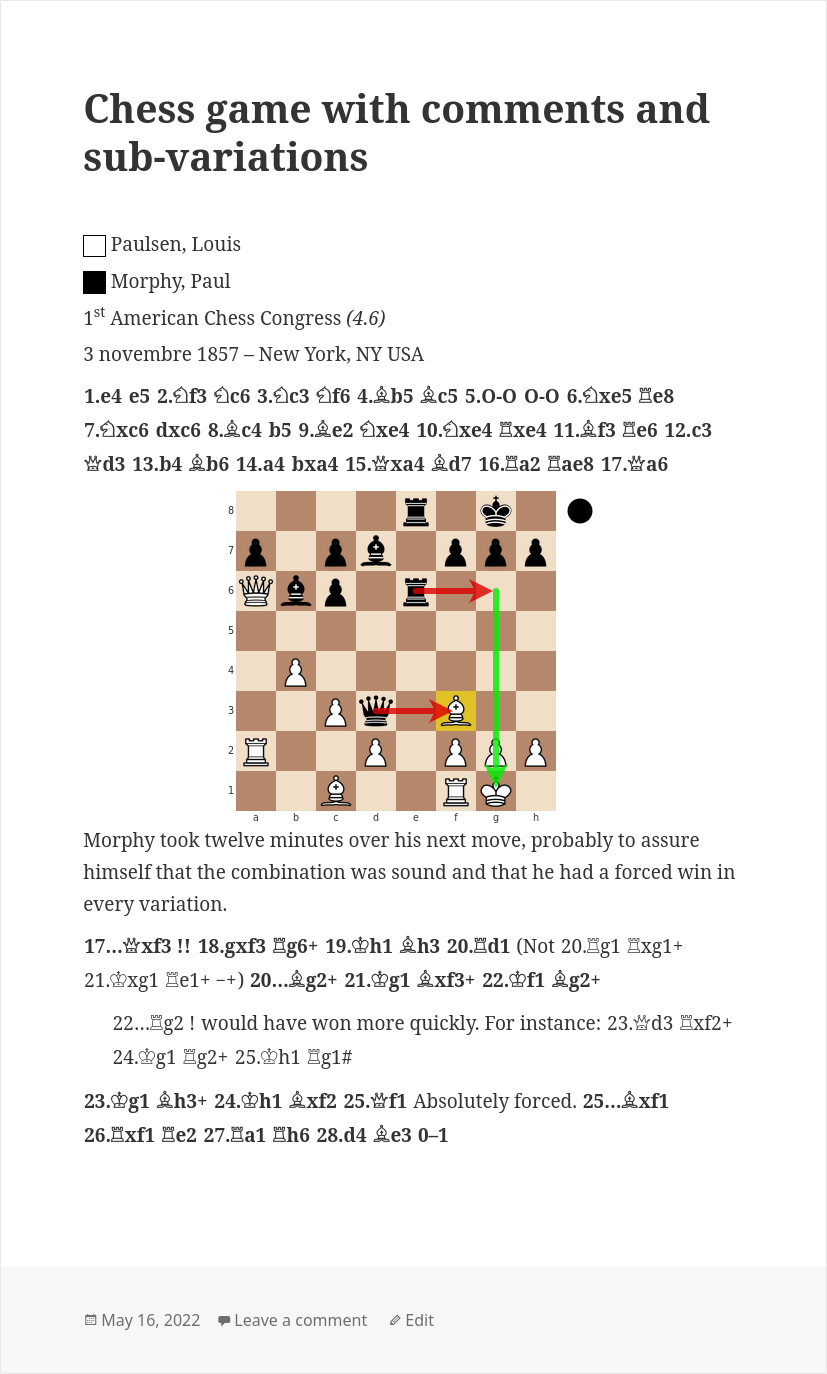 Chess game with comments and
sub-variations
Paulsen, Louis
Morphy, Paul
1st American Chess Congress (4.6)
3 novembre 1857 – New York, NY USA
1.e4 e5 2.♘f3 ♘c6 3.♘c3 ♘f6 4.♗b5 ♗c5 5.O-O O-O 6.♘xe5 ♖e8
7.♘xc6 dxc6 8.♗c4 b5 9.♗e2 ♘xe4 10.♘xe4 ♖xe4 11.♗f3 ♖e6 12.c3
♕d3 13.b4 ♗b6 14.a4 bxa4 15.♕xa4 ♗d7 16.♖a2 ♖ae8 17.♕a6
8
7
6
5
4
3
2
1
a b c d e f g h
Morphy took twelve minutes over his next move, probably to assure
himself that the combination was sound and that he had a forced win in
every variation.
17…♕xf3 !! 18.gxf3 ♖g6+ 19.♔h1 ♗h3 20.♖d1 (Not 20.♖g1 ♖xg1+
21.♔xg1 ♖e1+ −+) 20…♗g2+ 21.♔g1 ♗xf3+ 22.♔f1 ♗g2+
22…♖g2 ! would have won more quickly. For instance: 23.♕d3 ♖xf2+
24.♔g1 ♖g2+ 25.♔h1 ♖g1#
23.♔g1 ♗h3+ 24.♔h1 ♗xf2 25.♕f1 Absolutely forced. 25…♗xf1
26.♖xf1 ♖e2 27.♖a1 ♖h6 28.d4 ♗e3 0–1
May 16, 2022 Leave a comment Edit